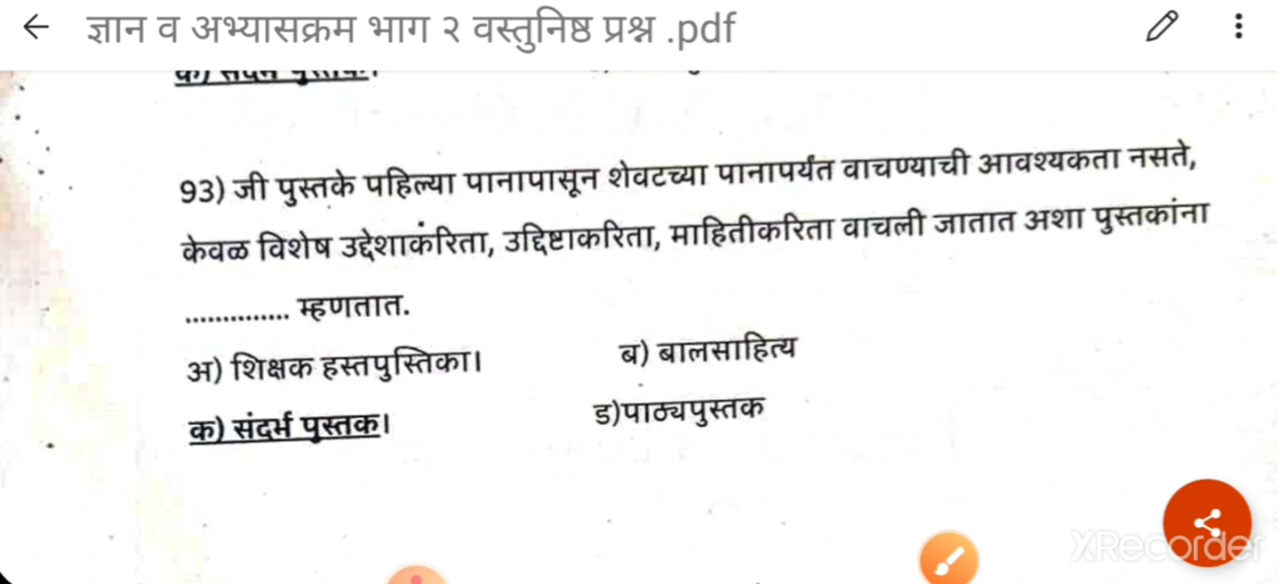 ज्ञान व अभ्यासक्रम भाग २ वस्तुनिष्ठ प्रश्न .pdf
93) जी पुस्तके पहिल्या पानापासून शेवटच्या पानापर्यंत वाचण्याची आवश्यकता नसते,
केवळ विशेष उद्देशाकंरिता, उद्दिष्टाकरिता, माहितीकरिता वाचली जातात अशा पुस्तकांना
.............. म्हणतात.
अ) शिक्षक हस्तपुस्तिका। ब) बालसाहित्य
क) संदर्भ पुस्तक। ड)पाठ्यपुस्तक
XRecorder